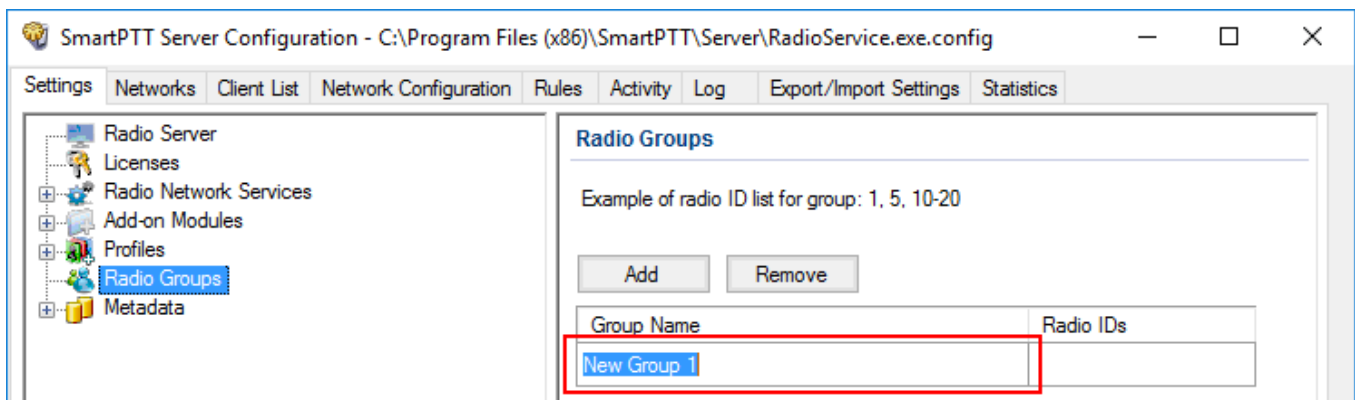 SmartPTT Server Configuration - C:\Program Files (x86)\SmartPTT\Server\RadioService.exe.config
Settings Networks Client List Network Configuration Rules Activity Log Export/Import Settings Statistics
Radio Server
Licenses
Radio Network Services
Add-on Modules
Profiles
Radio Groups
Metadata
Radio Groups
Example of radio ID list for group: 1, 5, 10-20
Add Remove
Group Name Radio IDs
New Group 1